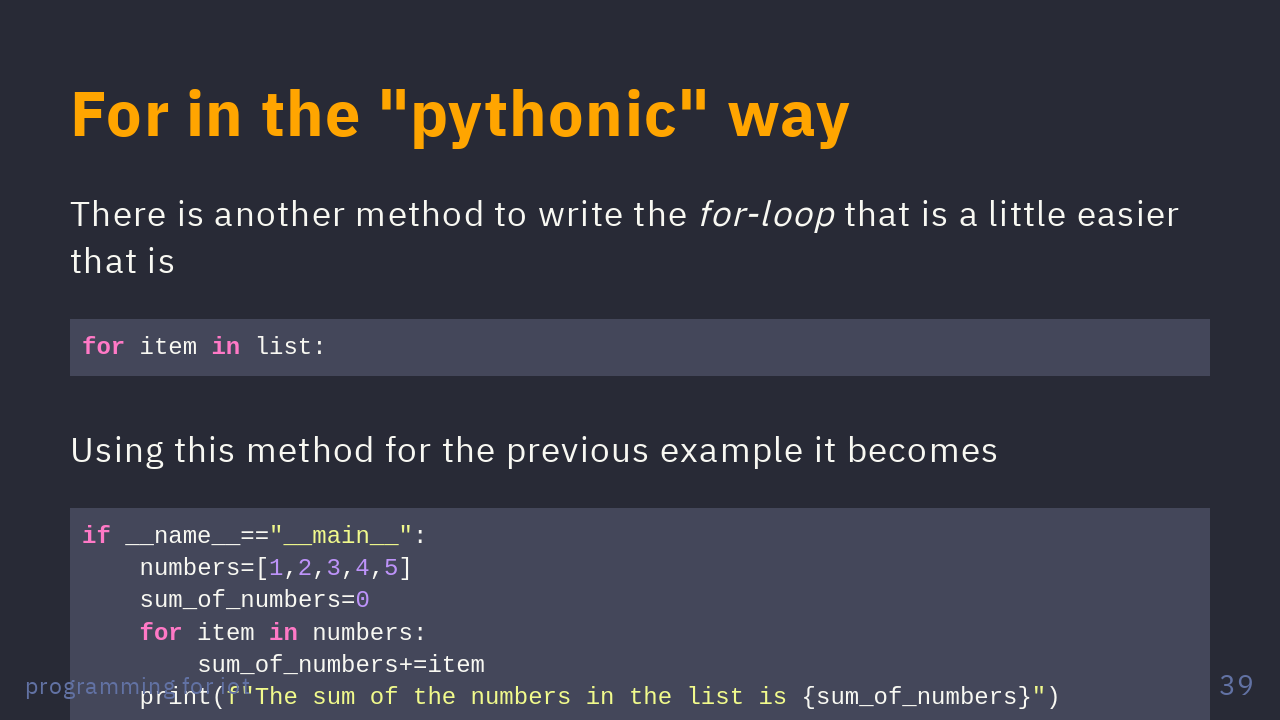 For in the "pythonic" way
There is another method to write the for-loop that is a little easier
that is
for item in list:
Using this method for the previous example it becomes
if __name__=="__main__":
    numbers=[1,2,3,4,5]
    sum_of_numbers=0
    for item in numbers:
        sum_of_numbers+=item
    print(f"The sum of the numbers in the list is {sum_of_numbers}")
programming for iot
39